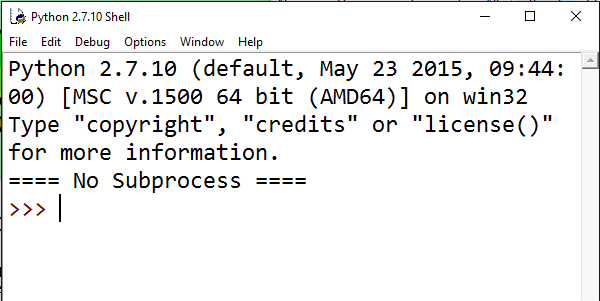 Python 2.7.10 Shell
File Edit Debug Options Window Help
Python 2.7.10 (default, May 23 2015, 09:44:
00) [MSC v.1500 64 bit (AMD64)] on win32
Type "copyright", "credits" or "license()"
for more information.
==== No Subprocess ====
>>>